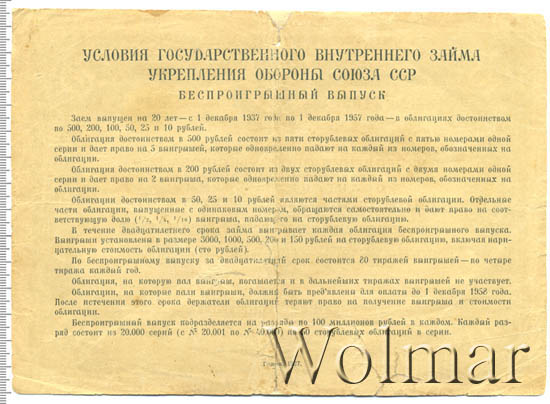 УСЛОВИЯ ГОСУДАРСТВЕННОГО ВНУТРЕННЕГО ЗАЙМА
УКРЕПЛЕНИЯ ОБОРОНЫ СОЮЗА ССР
БЕСПРОИГРЫШНЫЙ ВЫПУСК
Заем выпущен на 20 лет — с 1 декабря 1937 года по 1 декабря 1957 года — в облигациях достоинством
по 500, 200, 100, 50, 25 и 10 рублей.
Облигация достоинством в 500 рублей состоит из пяти сторублевых облигаций с пятью номерами одной
серии и дает право на 5 выигрышей, которые одновременно падают на каждый из номеров, обозначенных на
облигации.
Облигация достоинством в 200 рублей состоит из двух сторублевых облигаций с двумя номерами одной
серии и дает право на 2 выигрыша, которые одновременно падают на каждый из номеров, обозначенных на
облигации.
Облигации достоинством в 50, 25 и 10 рублей являются частями сторублевой облигации. Отдельные
части облигации, выпущенные с одинаковым номером, обращаются самостоятельно и дают право на соот-
ветствующую долю (1/2, 1/4, 1/10) выигрыша, падающего на сторублевую облигацию.
В течение двадцатилетнего срока займа выигрывает каждая облигация беспроигрышного выпуска.
Выигрыши установлены в размере 3000, 1000, 500, 200 и 150 рублей на сторублевую облигацию, включая нари-
цательную стоимость облигации (сто рублей).
По беспроигрышному выпуску за двадцатилетний срок состоится 80 тиражей выигрышей — по четыре
тиража каждый год.
Облигация, на которую пал выигрыш, погашается и в дальнейших тиражах выигрышей не участвует.
Облигации, на которые пали выигрыши, должны быть пред'явлены для оплаты до 1 декабря 1958 года.
После истечения этого срока держатели облигаций теряют право на получение выигрыша и стоимости
облигации.
Беспроигрышный выпуск подразделяется на разряды по 100 миллионов рублей в каждом. Каждый раз-
ряд состоит из 20.000 серий (с № 20.001 по № 40.000) по 50 сторублевых облигаций в серии.
Wolmar